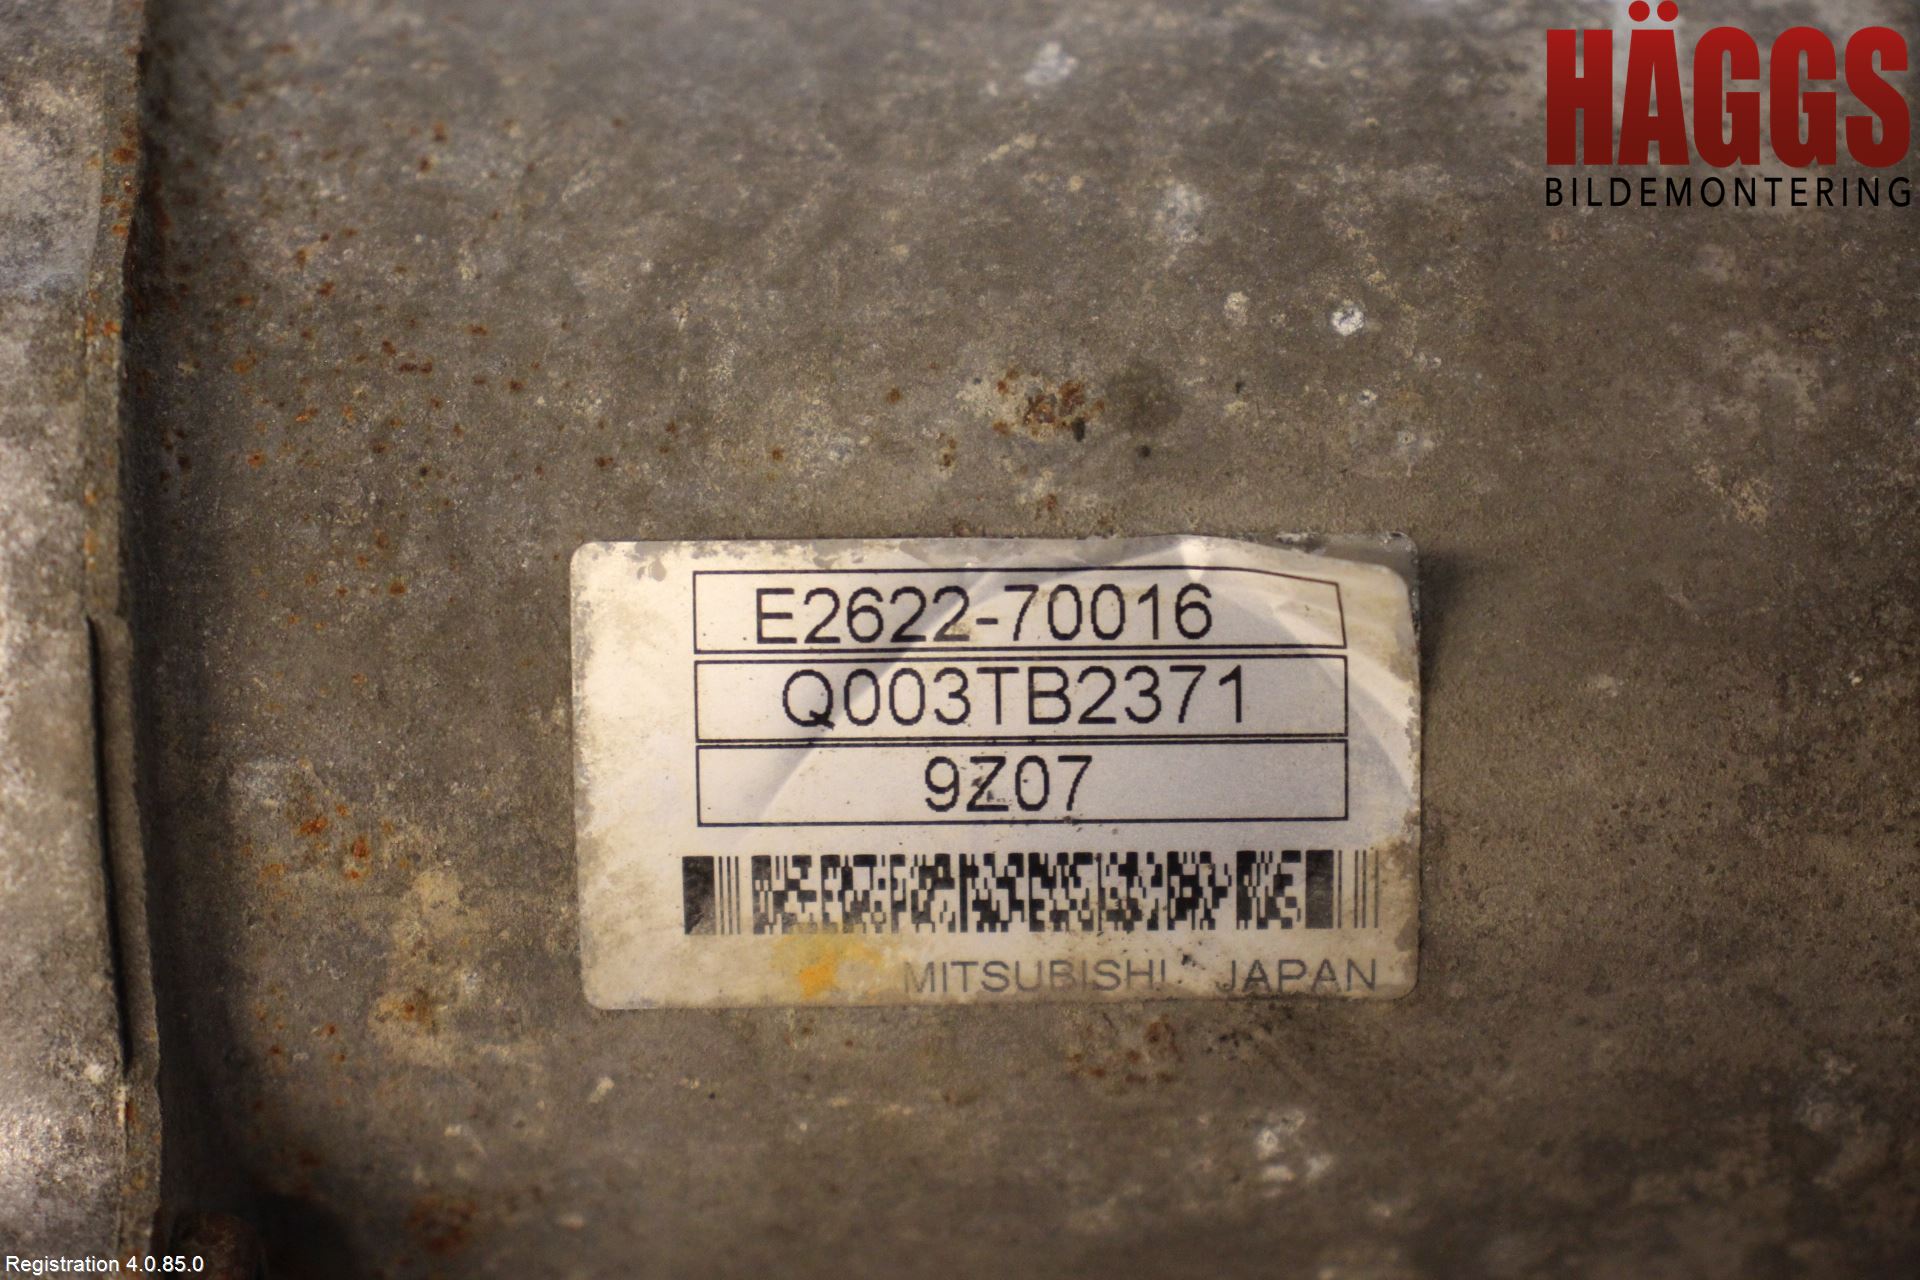 HÄGGS
BILDEMONTERING
E2622-70016
Q003TB2371
9Z07
MITSUBISHI JAPAN
Registration 4.0.85.0